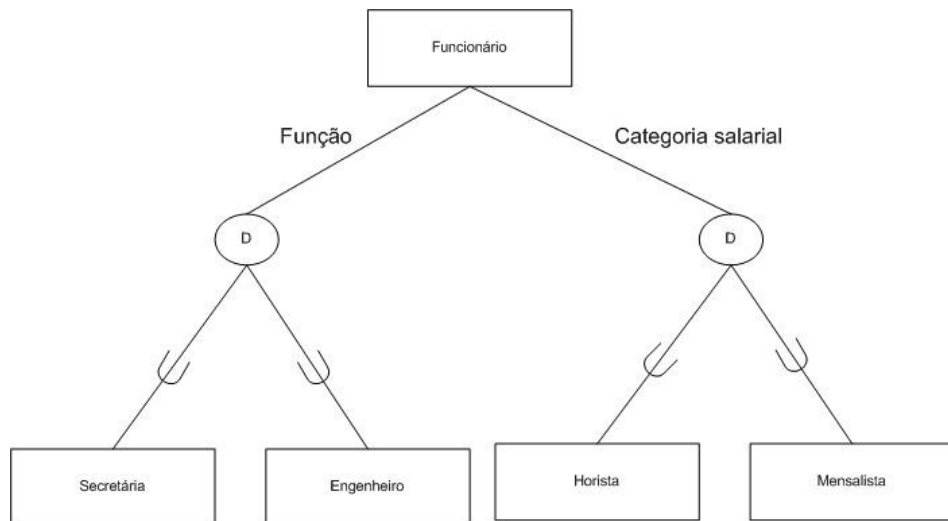 Funcionário
Função
Categoria salarial
D
D
Secretária
Engenheiro
Horista
Mensalista